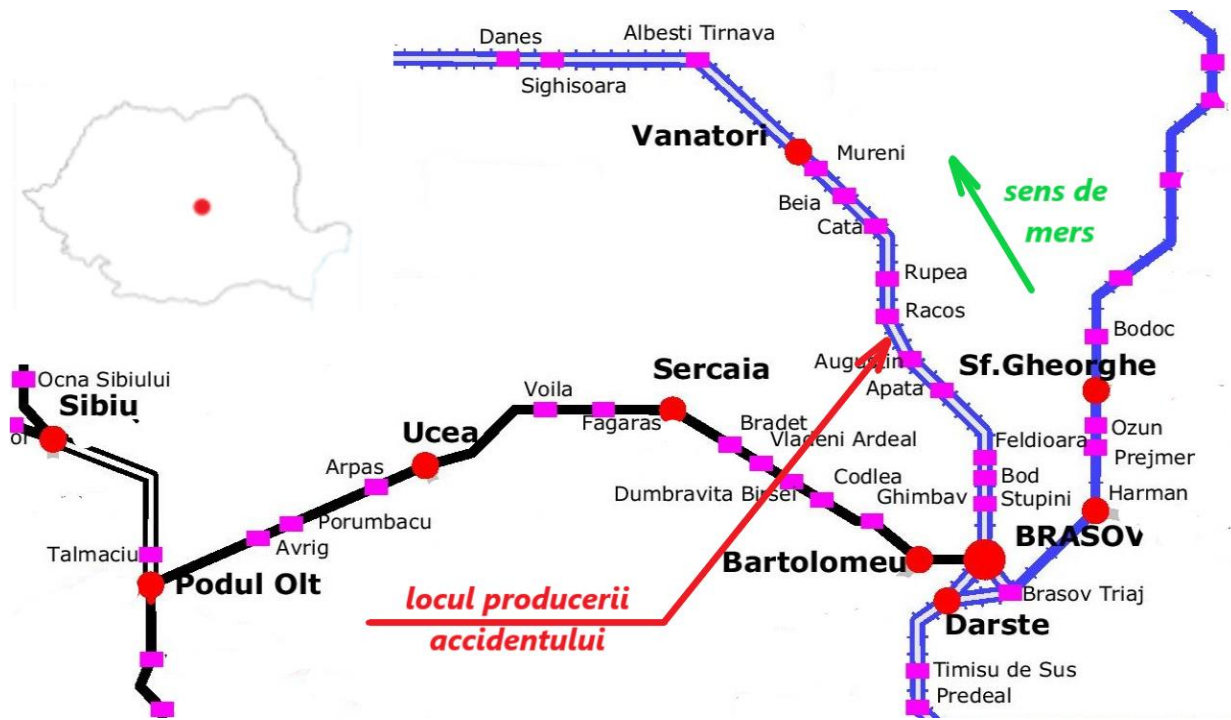 Danes
Albesti Tirnava
Sighisoara
Vanatori
Mureni
Beia
Cata
sens de
mers
Rupea
Racos
Bodoc
Augustin
Sf.Gheorghe
Apata
Ocna Sibiului
Sibiu
ol
Sercaia
Voila
Fagaras
Ucea
Bradet
Vladeni Ardeal
Feldioara
Ozun
Prejmer
Arpas
Codlea
Bod
Dumbravita Birsei
Ghimbav
Stupini
Harman
Porumbacu
Avrig
Talmaciu
BRASOV
Bartolomeu
Podul Olt
locul producerii
accidentului
Brasov Triaj
Darste
Timisu de Sus
Predeal